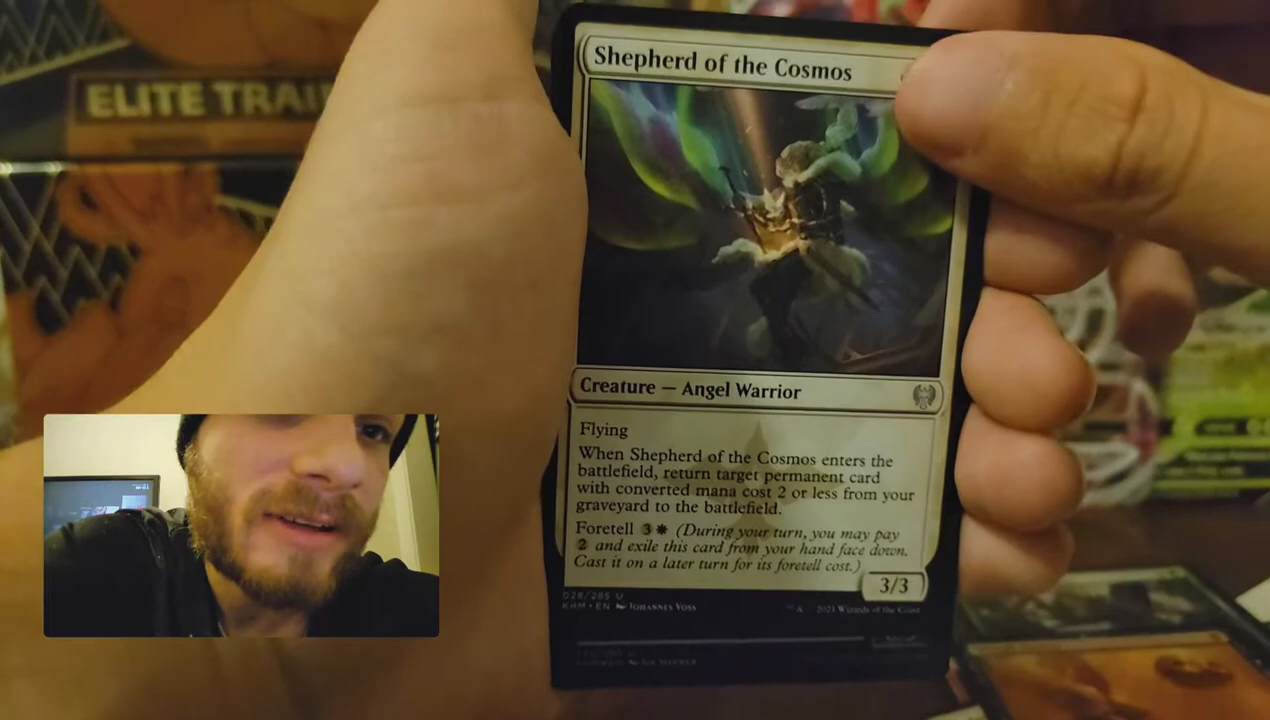 ELITE TRAI
Shepherd of the Cosmos
Creature — Angel Warrior
Flying
When Shepherd of the Cosmos enters the
battlefield, return target permanent card
with converted mana cost 2 or less from your
graveyard to the battlefield.
Foretell 3 (During your turn, you may pay
2 and exile this card from your hand face down.
Cast it on a later turn for its foretell cost.)
3/3
028/285 U
KHM • EN Johannes Voss
2021 Wizards of the Coast